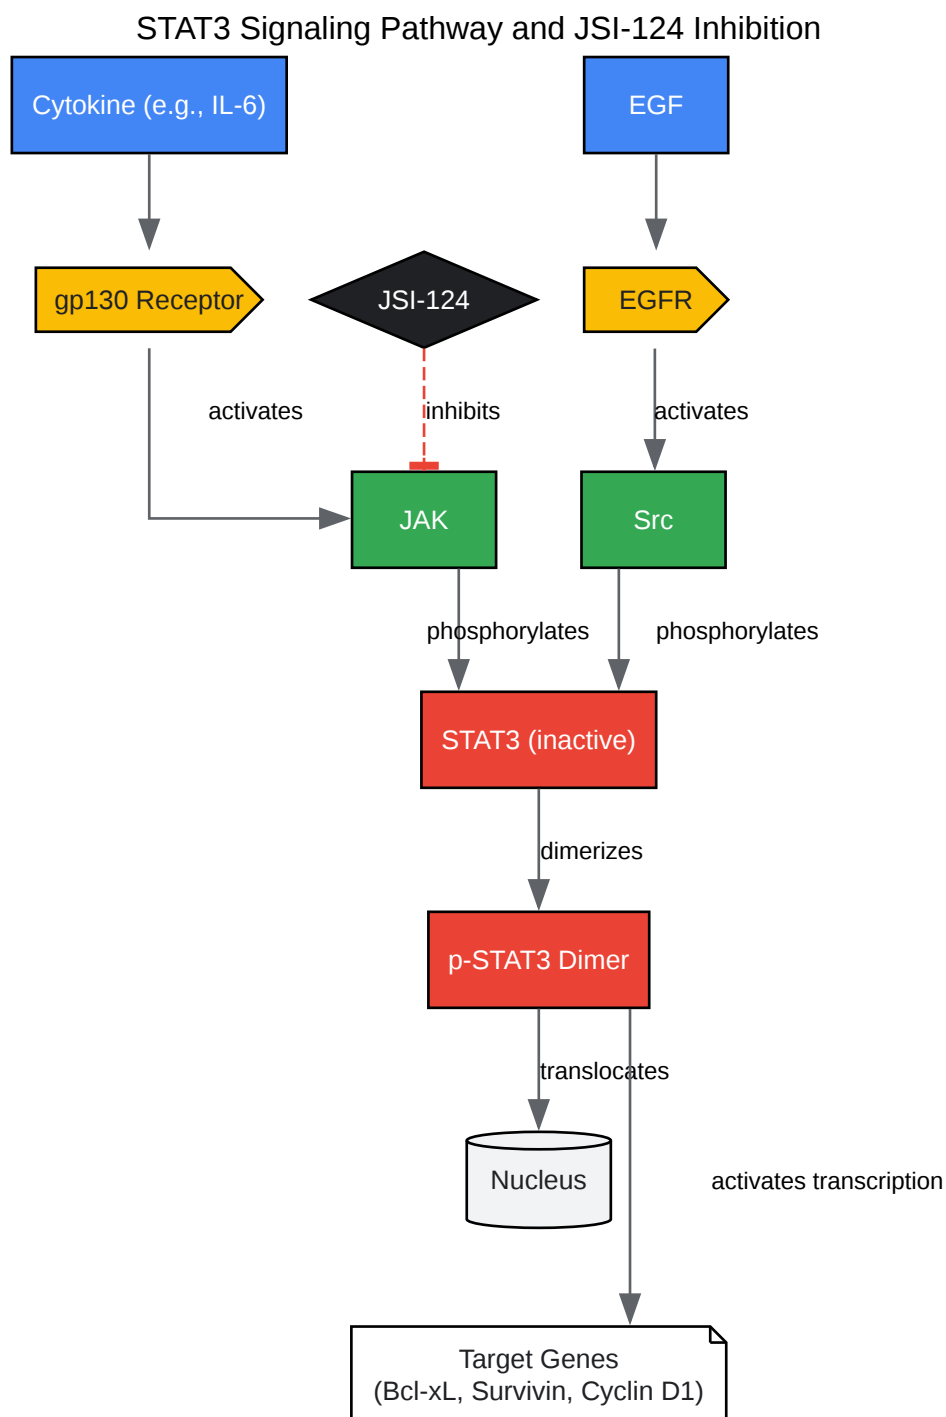 STAT3 Signaling Pathway and JSI-124 Inhibition
Cytokine (e.g., IL-6)
EGF
gp130 Receptor
JSI-124
EGFR
activates
inhibits
activates
JAK
Src
phosphorylates
phosphorylates
STAT3 (inactive)
dimerizes
p-STAT3 Dimer
translocates
Nucleus
activates transcription
Target Genes
(Bcl-xL, Survivin, Cyclin D1)